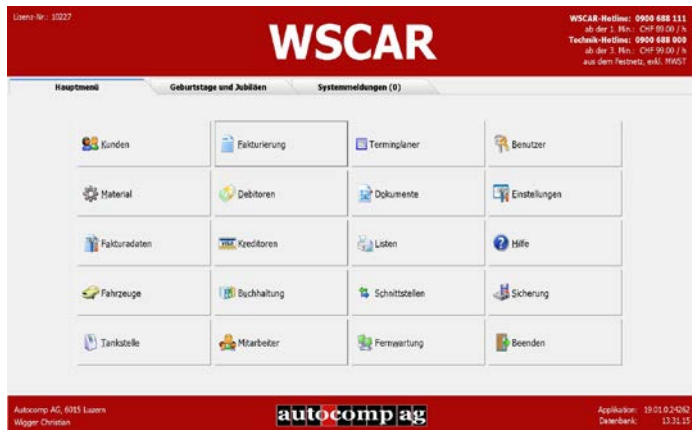 Lizenz-Nr.: 10227
WSCAR
WSCAR-Hotline: 0900 688 111
ab der 1. Min.: CHF 89.00 / h
Technik-Hotline: 0900 688 000
ab der 3. Min.: CHF 99.00 / h
aus dem Festnetz, exkl. MWST
Hauptmenü Geburtstage und Jubiläen Systemmeldungen (0)
Kunden Fakturierung Terminplaner Benutzer
Material Debitoren Dokumente Einstellungen
Fakturadaten Kreditoren Listen Hilfe
Fahrzeuge Buchhaltung Schnittstellen Sicherung
Tankstelle Mitarbeiter Fernwartung Beenden
Autocomp AG, 6015 Luzern
Wigger Christian
autocomp ag
Applikation: 19.01.0.24262
Datenbank: 13.31.15